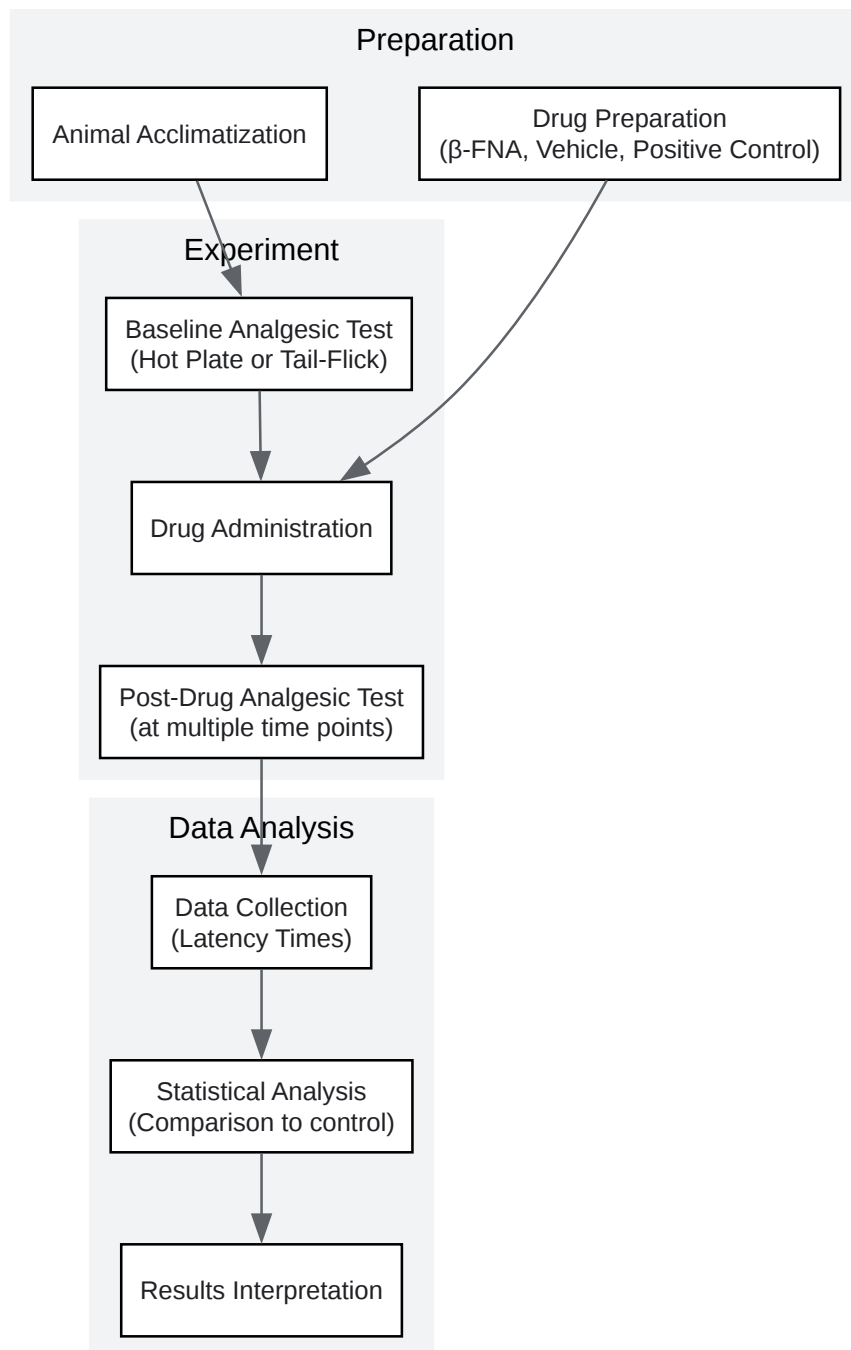 Preparation
Animal Acclimatization
Drug Preparation
(β-FNA, Vehicle, Positive Control)
Experiment
Baseline Analgesic Test
(Hot Plate or Tail-Flick)
Drug Administration
Post-Drug Analgesic Test
(at multiple time points)
Data Analysis
Data Collection
(Latency Times)
Statistical Analysis
(Comparison to control)
Results Interpretation